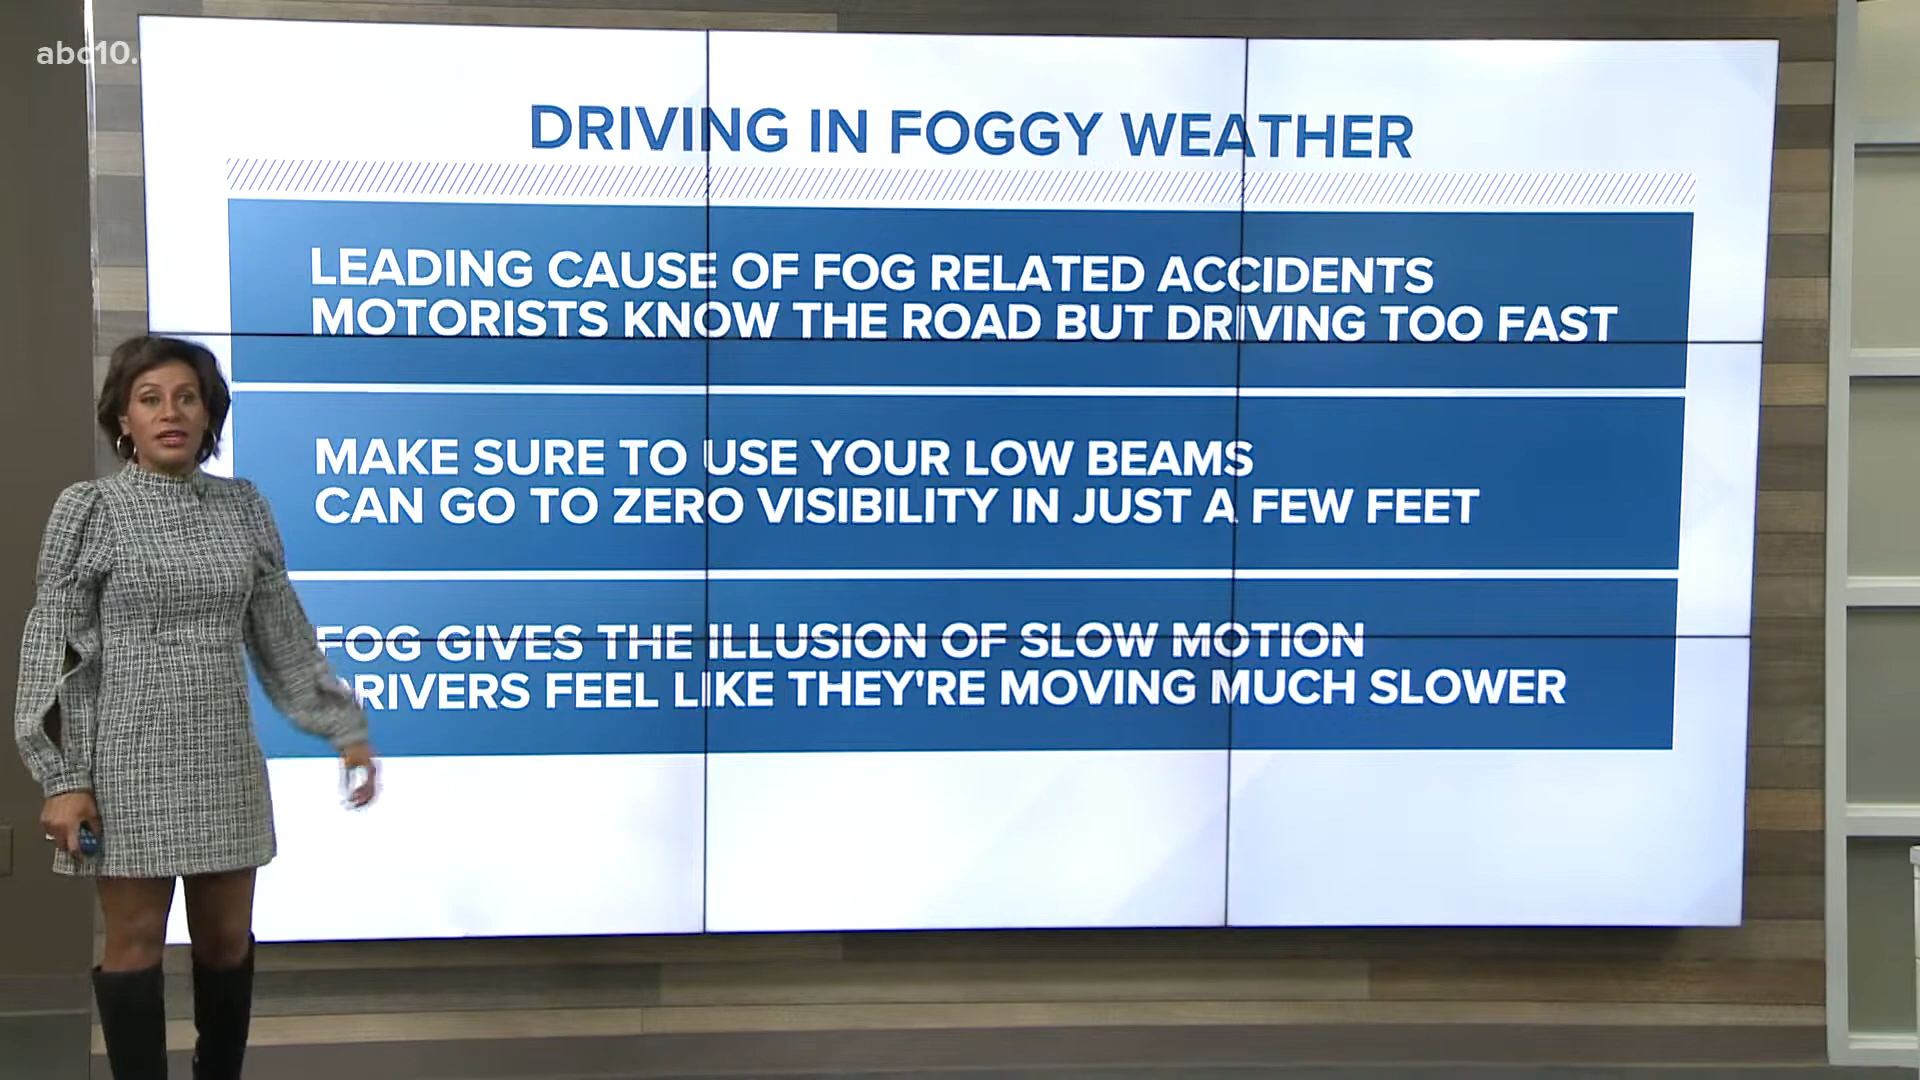 abc10.
DRIVING IN FOGGY WEATHER
LEADING CAUSE OF FOG RELATED ACCIDENTS
MOTORISTS KNOW THE ROAD BUT DRIVING TOO FAST
MAKE SURE TO USE YOUR LOW BEAMS
CAN GO TO ZERO VISIBILITY IN JUST A FEW FEET
FOG GIVES THE ILLUSION OF SLOW MOTION
DRIVERS FEEL LIKE THEY'RE MOVING MUCH SLOWER